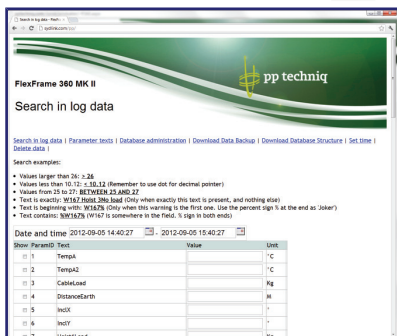 Search in log data - FlexFr
syslink.com/pp/
pp techniq
FlexFrame 360 MK II
Search in log data
Search in log data | Parameter texts | Database administration | Download Data Backup | Download Database Structure | Set time |
Delete data |
Search examples:
• Values larger than 26: > 26
• Values less than 10.12: < 10.12 (Remember to use dot for decimal pointer)
• Values from 25 to 27: BETWEEN 25 AND 27
• Text is exactly: W167 Hoist 3No load (Only when exactly this text is present, and nothing else)
• Text is beginning with: W167% (Only when this warning is the first one. Use the percent sign % at the end as 'Joker')
• Text contains: %W167% (W167 is somewhere in the field. % sign in both ends)
Date and time 2012-09-05 14:40:27 - 2012-09-05 15:40:27
Show ParamID Text Value Unit
1 TempA °C
2 TempA2 °C
3 CableLoad Kg
4 DistanceEarth M
5 InclX °
6 InclY °